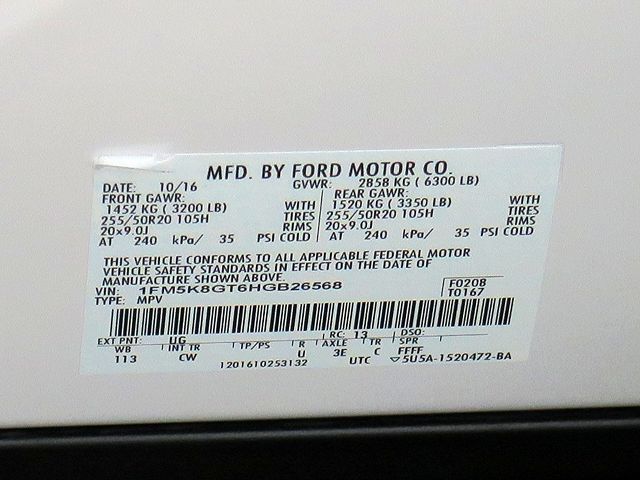 MFD. BY FORD MOTOR CO.
DATE: 10/16 GVWR: 2858 KG ( 6300 LB)
FRONT GAWR: REAR GAWR:
1452 KG ( 3200 LB) WITH 1520 KG ( 3350 LB) WITH
255/50R20 105H TIRES 255/50R20 105H TIRES
20x9.0J RIMS 20x9.0J RIMS
AT 240 kPa/ 35 PSI COLD AT 240 kPa/ 35 PSI COLD
THIS VEHICLE CONFORMS TO ALL APPLICABLE FEDERAL MOTOR
VEHICLE SAFETY STANDARDS IN EFFECT ON THE DATE OF
MANUFACTURE SHOWN ABOVE.
VIN: 1FM5K8GT6HGB26568 F0208
TYPE: MPV T0167
EXT PNT: UG RC: 13 DSO:
WB INT TR TP/PS R AXLE TR SPR
113 CW U 3E C FFFF
1201610253132 UTC ▽5U5A-1520472-BA